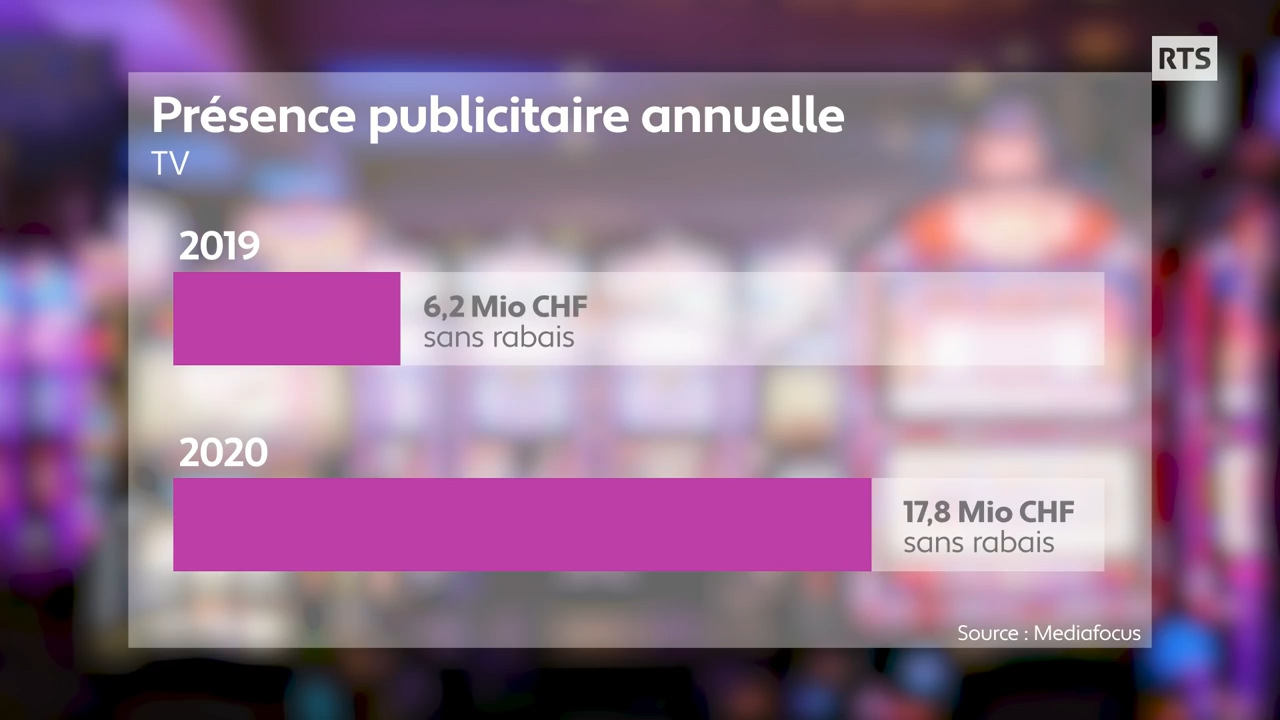 RTS
Présence publicitaire annuelle
TV
2019
6,2 Mio CHF
sans rabais
2020
17,8 Mio CHF
sans rabais
Source : Mediafocus